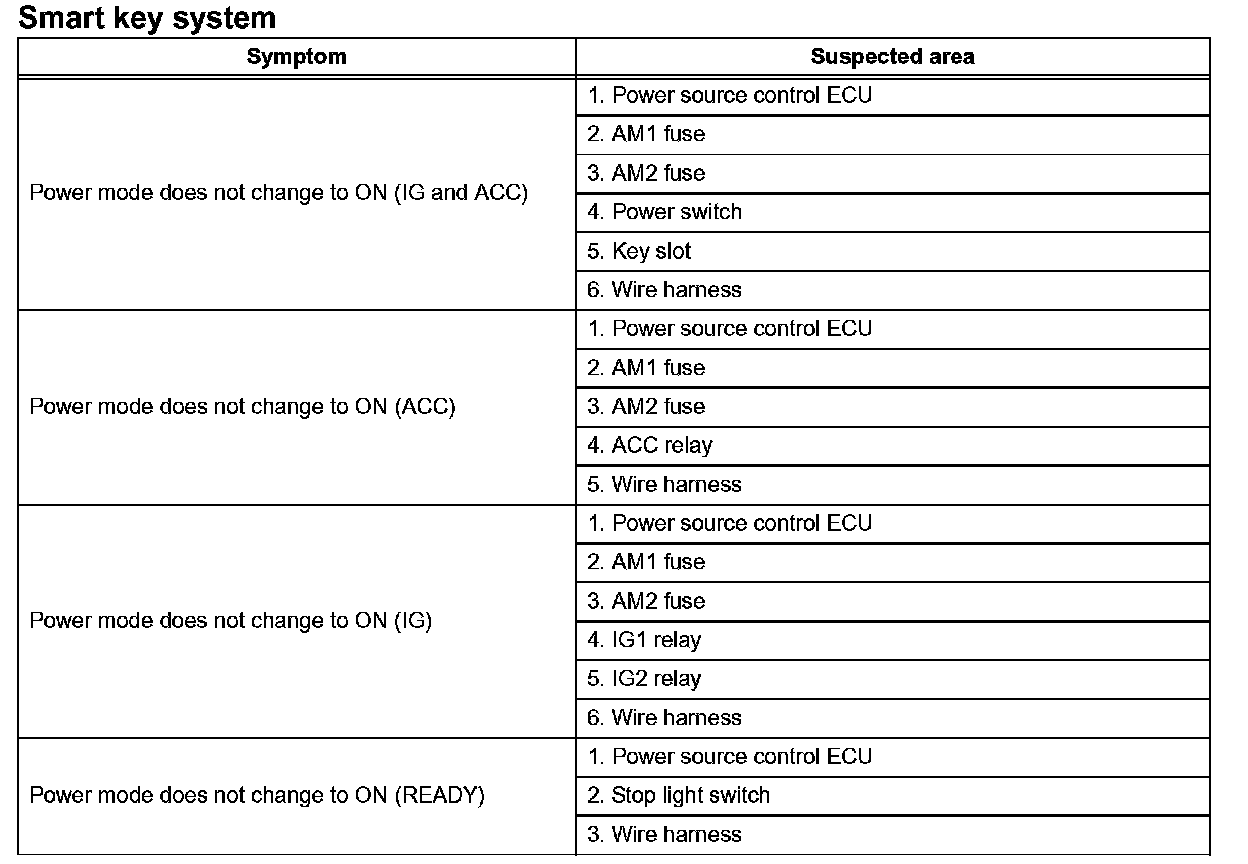 Smart key system
Symptom
Suspected area
Power mode does not change to ON (IG and ACC)
1. Power source control ECU
2. AM1 fuse
3. AM2 fuse
4. Power switch
5. Key slot
6. Wire harness
Power mode does not change to ON (ACC)
1. Power source control ECU
2. AM1 fuse
3. AM2 fuse
4. ACC relay
5. Wire harness
Power mode does not change to ON (IG)
1. Power source control ECU
2. AM1 fuse
3. AM2 fuse
4. IG1 relay
5. IG2 relay
6. Wire harness
Power mode does not change to ON (READY)
1. Power source control ECU
2. Stop light switch
3. Wire harness